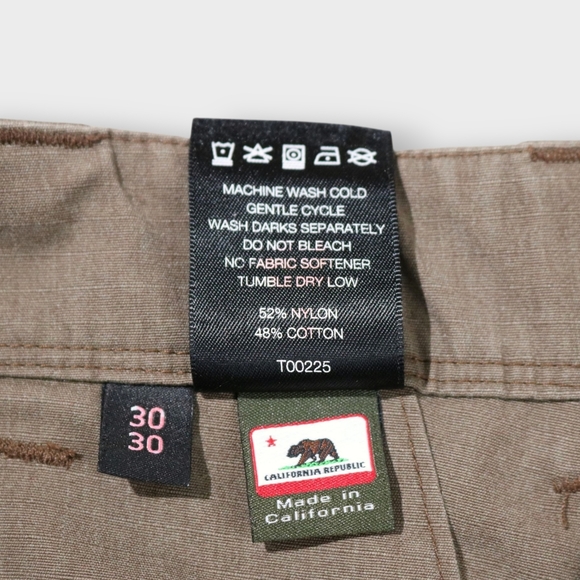 MACHINE WASH COLD
GENTLE CYCLE
WASH DARKS SEPARATELY
DO NOT BLEACH
NO FABRIC SOFTENER
TUMBLE DRY LOW
52% NYLON
48% COTTON
T00225
30
30
CALIFORNIA REPUBLIC
Made in
California